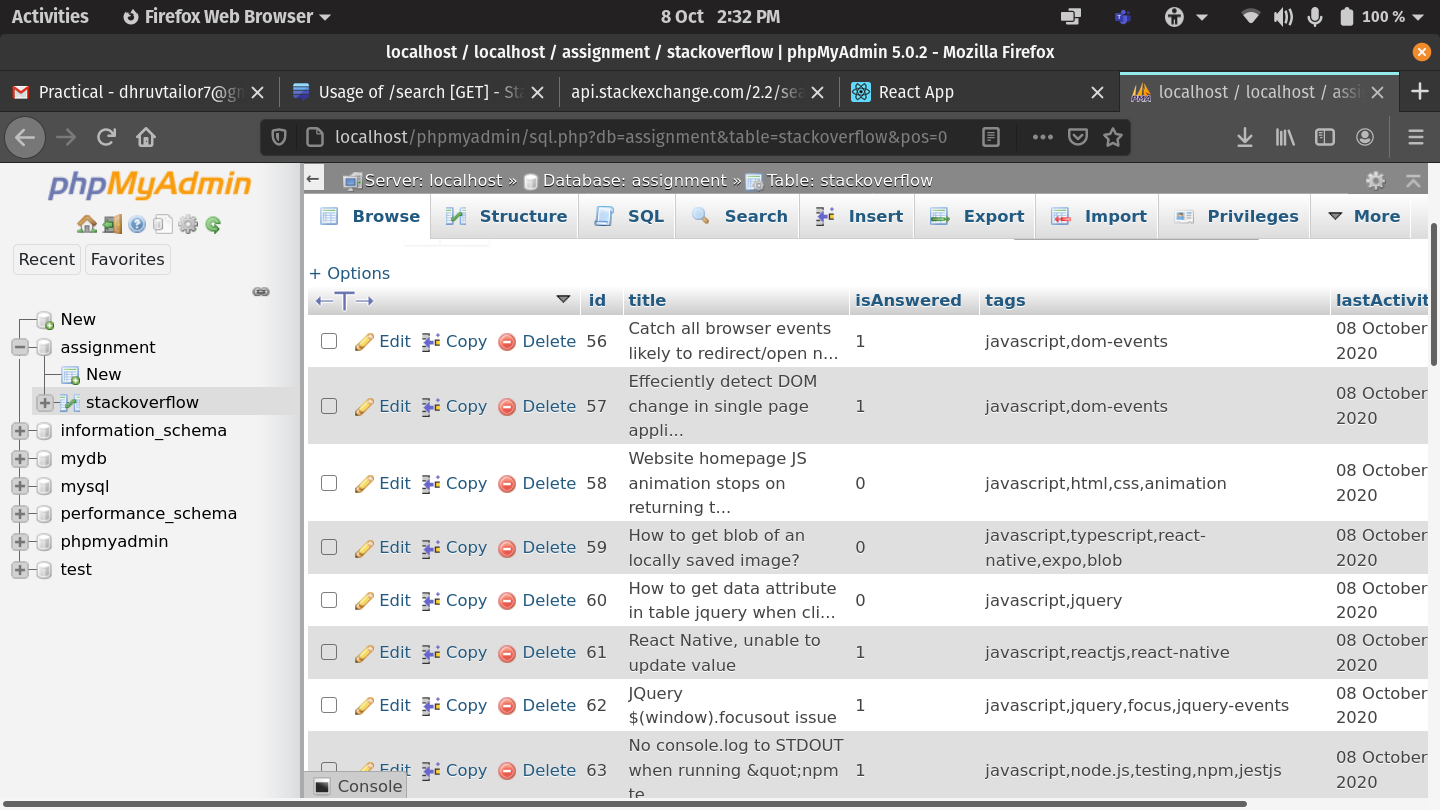 Activities Firefox Web Browser 8 Oct 2:32 PM 100 %
localhost / localhost / assignment / stackoverflow | phpMyAdmin 5.0.2 - Mozilla Firefox
Practical - dhruvtailor7@gm Usage of /search [GET] - Sta api.stackexchange.com/2.2/sea React App localhost / localhost / assi
localhost/phpmyadmin/sql.php?db=assignment&table=stackoverflow&pos=0
phpMyAdmin
Recent Favorites
New
assignment
New
stackoverflow
information_schema
mydb
mysql
performance_schema
phpmyadmin
test
Server: localhost » Database: assignment » Table: stackoverflow
Browse Structure SQL Search Insert Export Import Privileges More
+ Options
←T→ id title isAnswered tags lastActivit
Edit Copy Delete 56 Catch all browser events 1 javascript,dom-events 08 October
likely to redirect/open n... 2020
Edit Copy Delete 57 Effeciently detect DOM 1 javascript,dom-events 08 October
change in single page 2020
appli...
Edit Copy Delete 58 Website homepage JS 0 javascript,html,css,animation 08 October
animation stops on 2020
returning t...
Edit Copy Delete 59 How to get blob of an 0 javascript,typescript,react- 08 October
locally saved image? native,expo,blob 2020
Edit Copy Delete 60 How to get data attribute 0 javascript,jquery 08 October
in table jquery when cli... 2020
Edit Copy Delete 61 React Native, unable to 1 javascript,reactjs,react-native 08 October
update value 2020
Edit Copy Delete 62 JQuery 1 javascript,jquery,focus,jquery-events 08 October
$(window).focusout issue 2020
Edit Copy Delete 63 No console.log to STDOUT 1 javascript,node.js,testing,npm,jestjs 08 October
when running &quot;npm 2020
te
Console